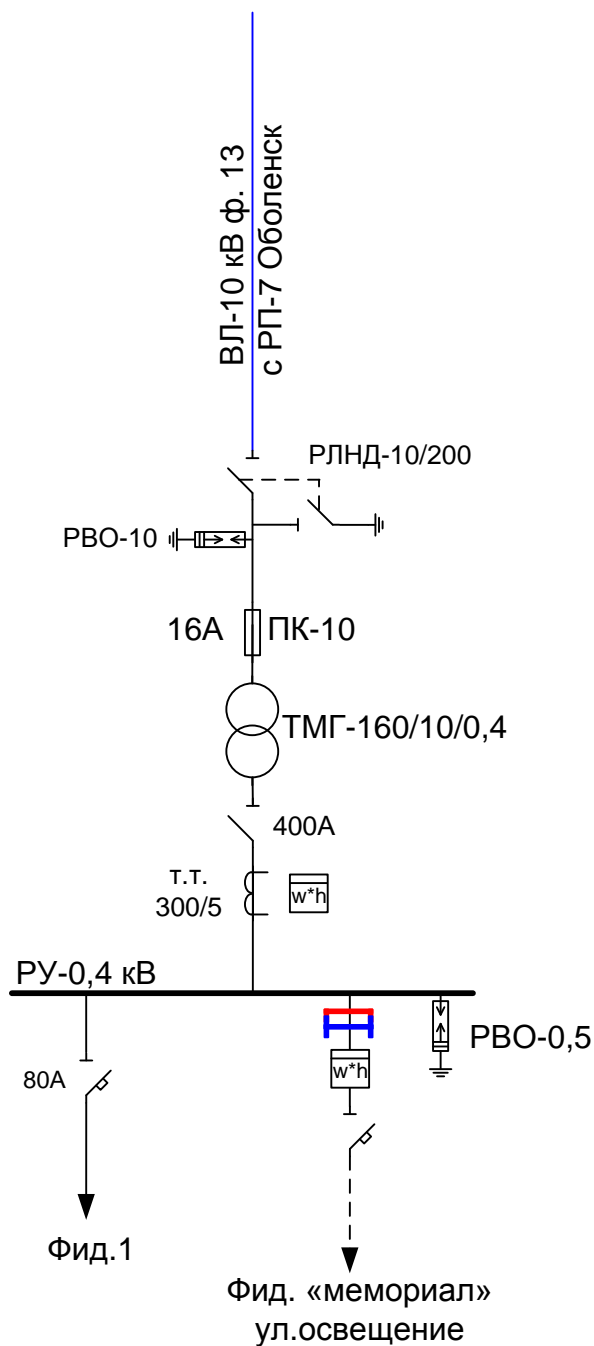 ВЛ-10 кВ ф. 13
с РП-7 Оболенск
РЛНД-10/200
РВО-10
16А ПК-10
ТМГ-160/10/0,4
400А
т.т.
300/5
w*h
РУ-0,4 кВ
РВО-0,5
w*h
80А
Фид.1
Фид. «мемориал»
ул.освещение